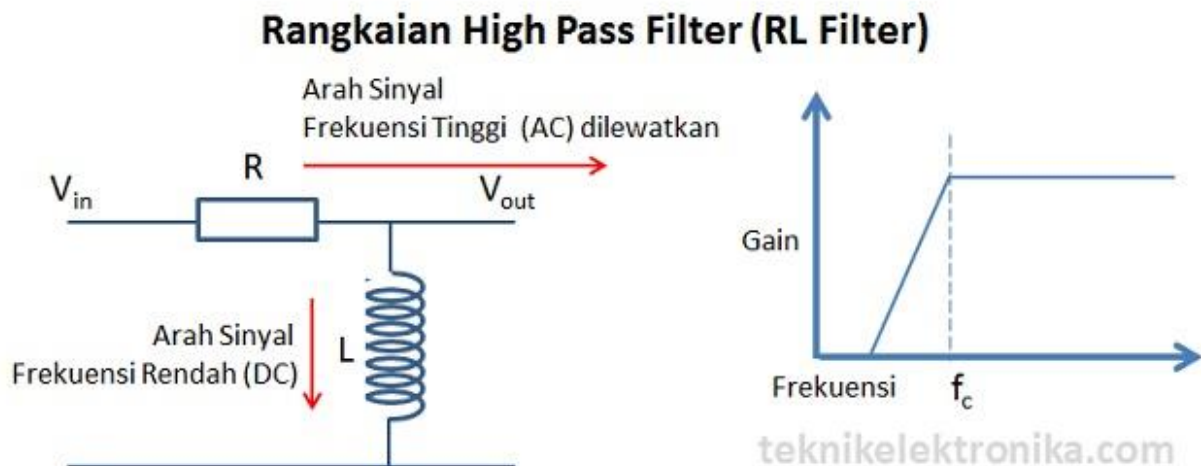 Rangkaian High Pass Filter (RL Filter)
Arah Sinyal
Frekuensi Tinggi (AC) dilewatkan
R
Vin
Vout
Arah Sinyal
Frekuensi Rendah (DC)
L
Gain
Frekuensi
fc
teknikelektronika.com